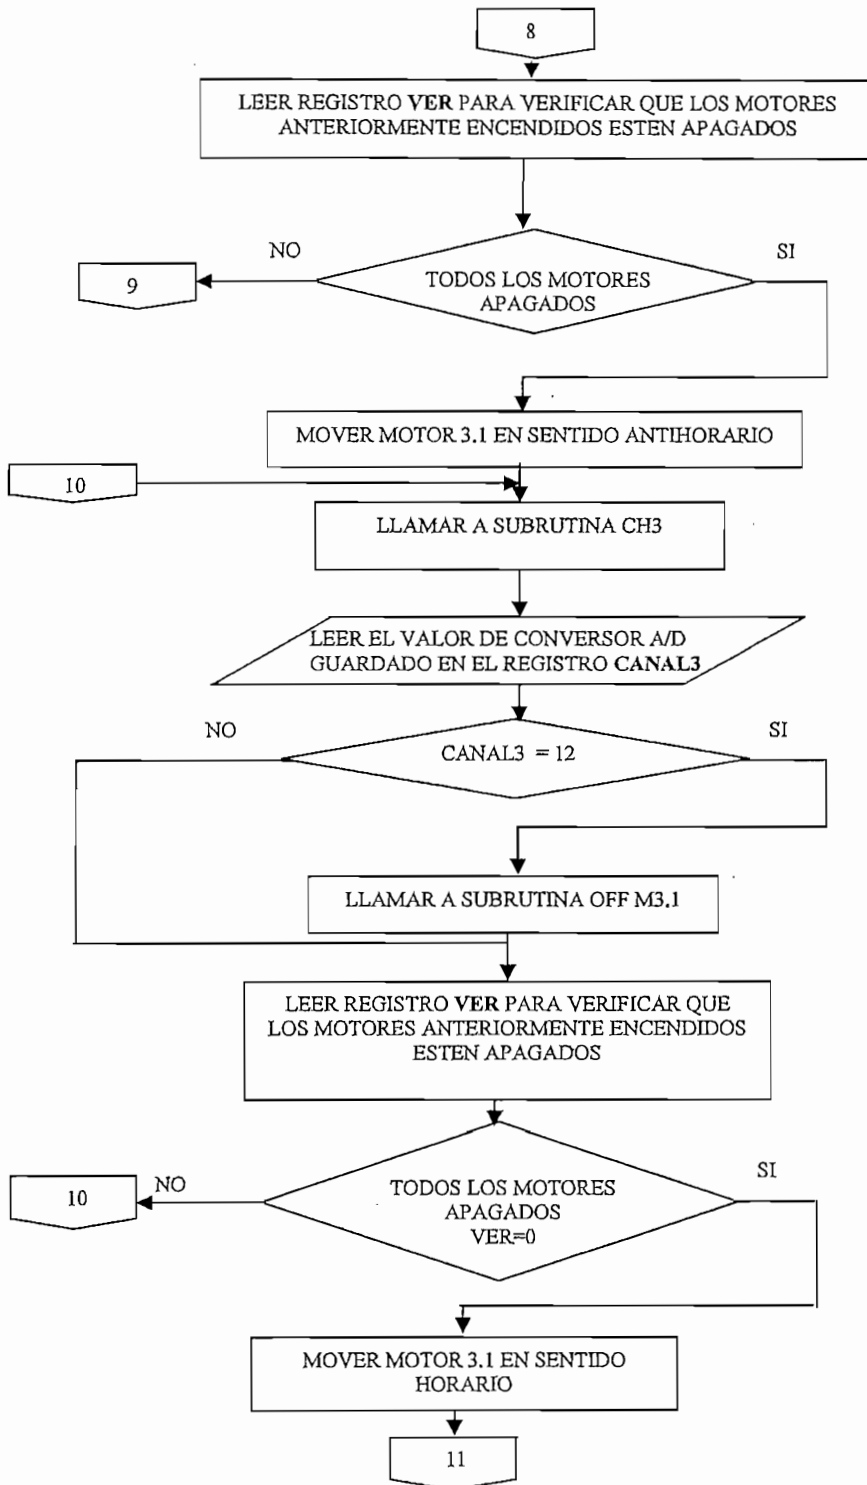 8
LEER REGISTRO VER PARA VERIFICAR QUE LOS MOTORES
ANTERIORMENTE ENCENDIDOS ESTEN APAGADOS
NO
SI
9
TODOS LOS MOTORES
APAGADOS
MOVER MOTOR 3.1 EN SENTIDO ANTIHORARIO
10
LLAMAR A SUBRUTINA CH3
LEER EL VALOR DE CONVERSOR A/D
GUARDADO EN EL REGISTRO CANAL3
NO
SI
CANAL3 = 12
LLAMAR A SUBRUTINA OFF M3.1
LEER REGISTRO VER PARA VERIFICAR QUE
LOS MOTORES ANTERIORMENTE ENCENDIDOS
ESTEN APAGADOS
10
NO
SI
TODOS LOS MOTORES
APAGADOS
VER=0
MOVER MOTOR 3.1 EN SENTIDO
HORARIO
11